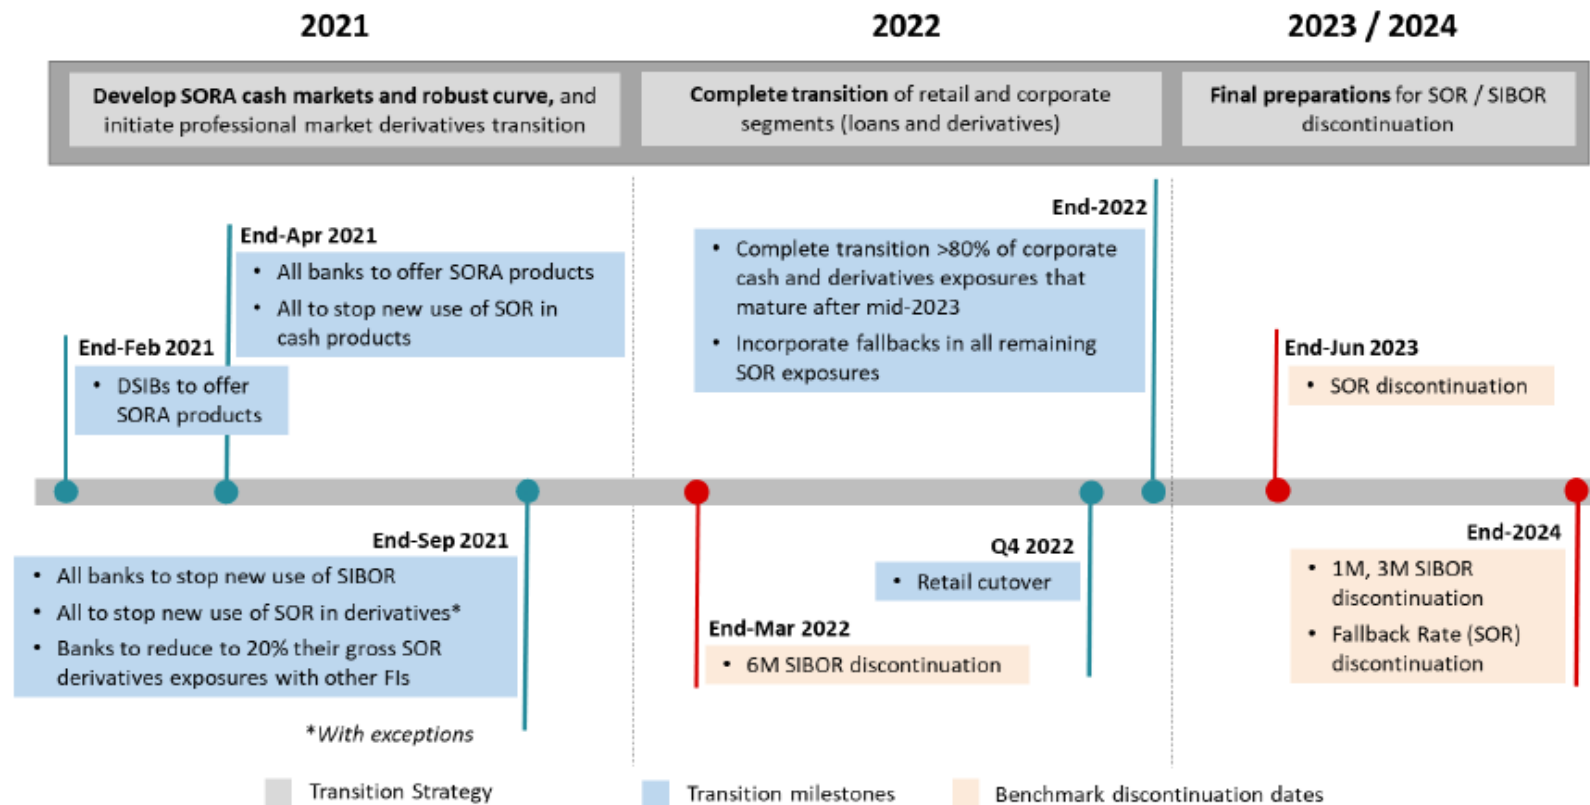 2021
2022
2023 / 2024
Develop SORA cash markets and robust curve, and
initiate professional market derivatives transition
Complete transition of retail and corporate
segments (loans and derivatives)
Final preparations for SOR / SIBOR
discontinuation
End-Feb 2021
• DSIBs to offer
SORA products
End-Apr 2021
• All banks to offer SORA products
• All to stop new use of SOR in
cash products
End-Sep 2021
• All banks to stop new use of SIBOR
• All to stop new use of SOR in derivatives*
• Banks to reduce to 20% their gross SOR
derivatives exposures with other FIs
*With exceptions
End-Mar 2022
• 6M SIBOR discontinuation
Q4 2022
• Retail cutover
End-2022
• Complete transition >80% of corporate
cash and derivatives exposures that
mature after mid-2023
• Incorporate fallbacks in all remaining
SOR exposures
End-Jun 2023
• SOR discontinuation
End-2024
• 1M, 3M SIBOR
discontinuation
• Fallback Rate (SOR)
discontinuation
Transition Strategy
Transition milestones
Benchmark discontinuation dates